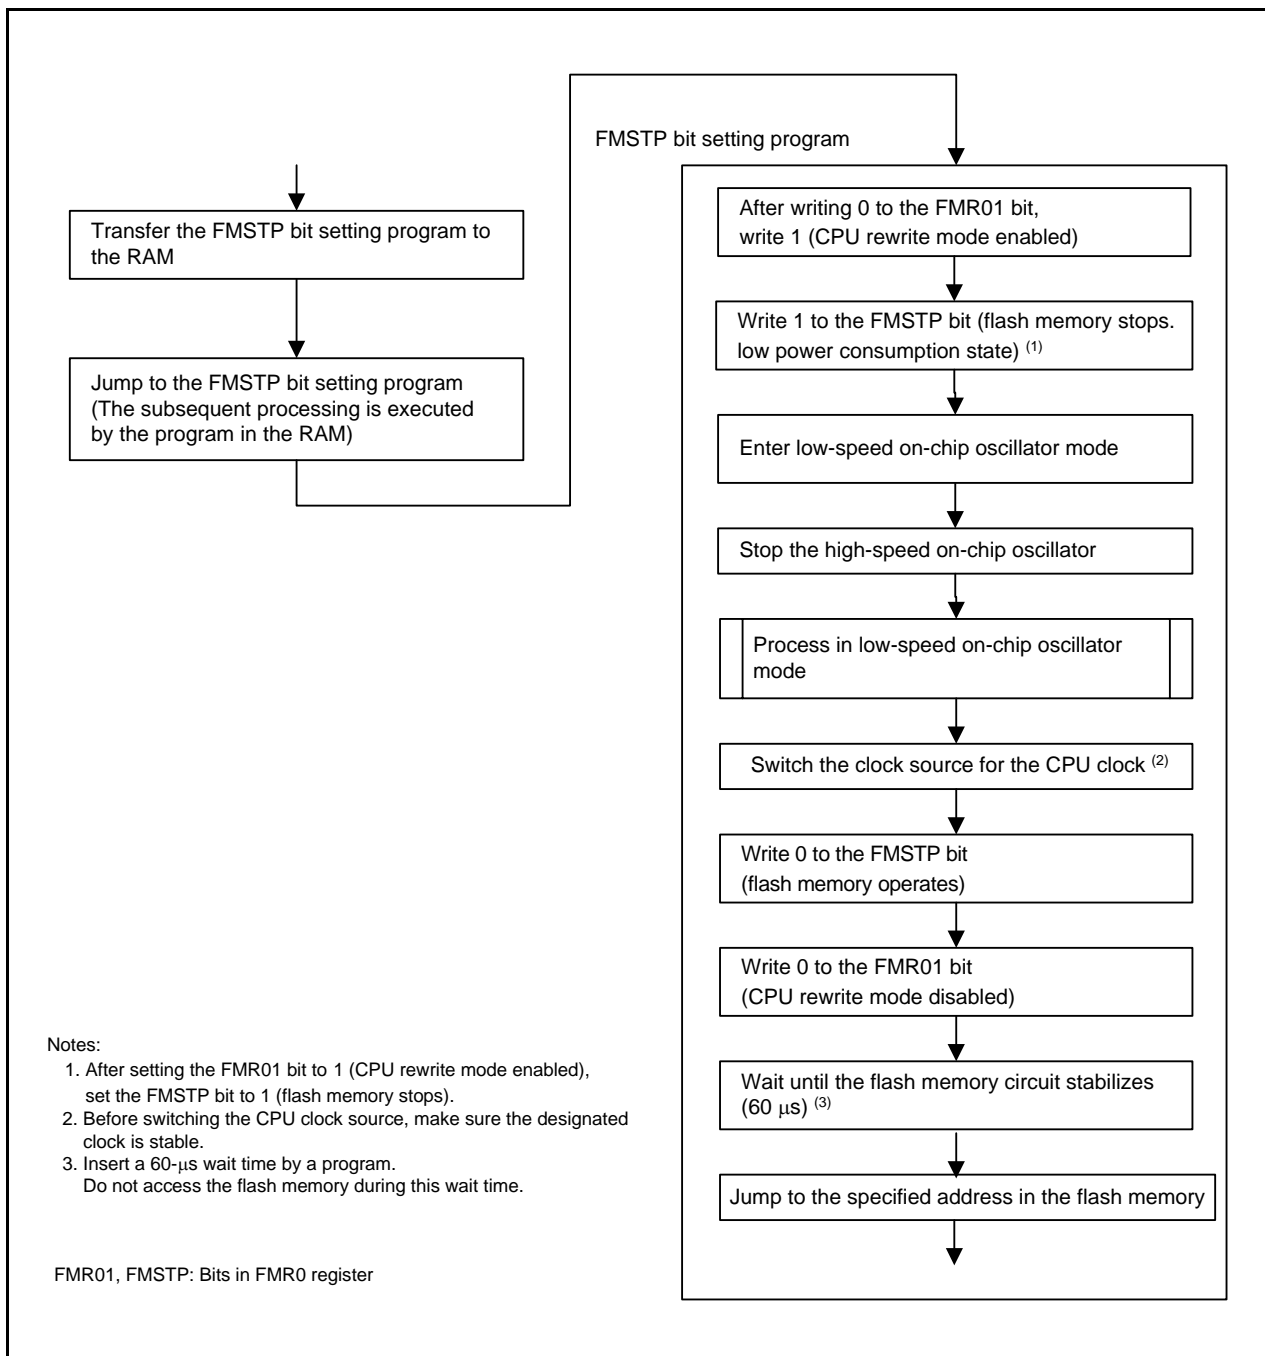 Transfer the FMSTP bit setting program to
the RAM
Jump to the FMSTP bit setting program
(The subsequent processing is executed
by the program in the RAM)
FMSTP bit setting program
After writing 0 to the FMR01 bit,
write 1 (CPU rewrite mode enabled)
Write 1 to the FMSTP bit (flash memory stops.
low power consumption state) (1)
Enter low-speed on-chip oscillator mode
Stop the high-speed on-chip oscillator
Process in low-speed on-chip oscillator
mode
Switch the clock source for the CPU clock (2)
Write 0 to the FMSTP bit
(flash memory operates)
Write 0 to the FMR01 bit
(CPU rewrite mode disabled)
Wait until the flash memory circuit stabilizes
(60 μs) (3)
Jump to the specified address in the flash memory
Notes:
1. After setting the FMR01 bit to 1 (CPU rewrite mode enabled),
set the FMSTP bit to 1 (flash memory stops).
2. Before switching the CPU clock source, make sure the designated
clock is stable.
3. Insert a 60-μs wait time by a program.
Do not access the flash memory during this wait time.
FMR01, FMSTP: Bits in FMR0 register